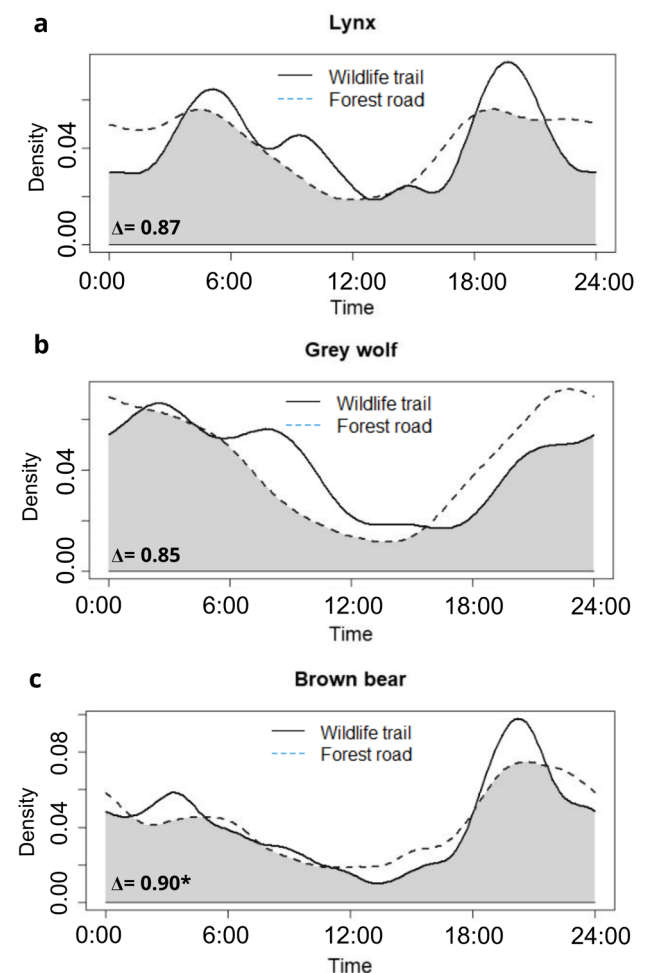 a
Lynx
Wildlife trail
Forest road
Density
0.04
0.00
Δ= 0.87
0:00 6:00 12:00 18:00 24:00
Time
b
Grey wolf
Wildlife trail
Forest road
Density
0.04
0.00
Δ= 0.85
0:00 6:00 12:00 18:00 24:00
Time
c
Brown bear
Wildlife trail
Forest road
Density
0.08
0.04
0.00
Δ= 0.90*
0:00 6:00 12:00 18:00 24:00
Time